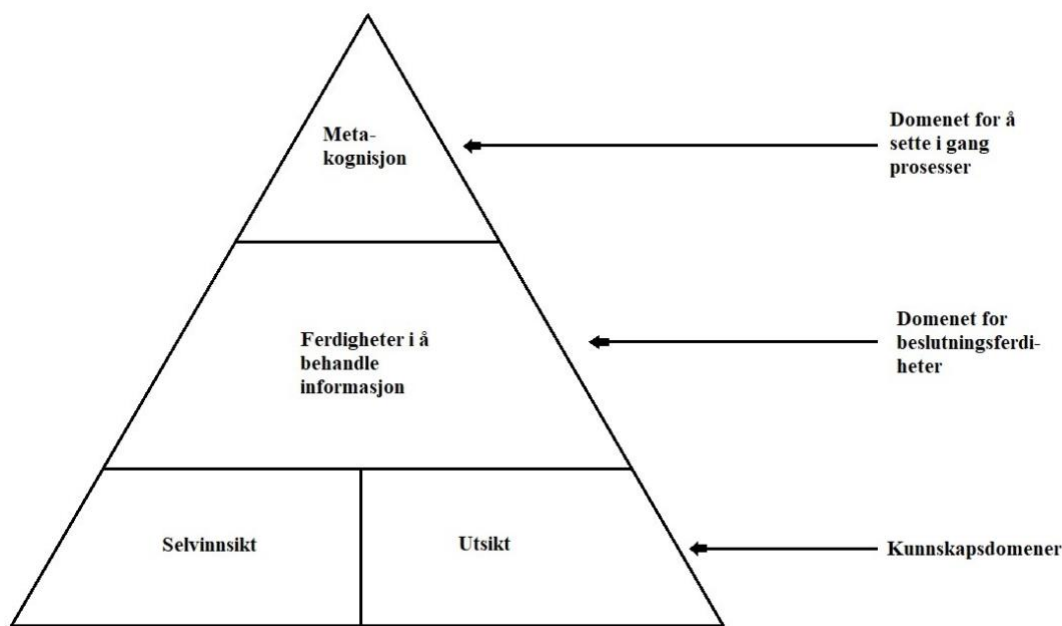 Meta-
kognisjon
Domenet for å
sette i gang
prosesser
Ferdigheter i å
behandle
informasjon
Domenet for
beslutningsferdi-
heter
Selvinnsikt
Utsikt
Kunnskapsdomener